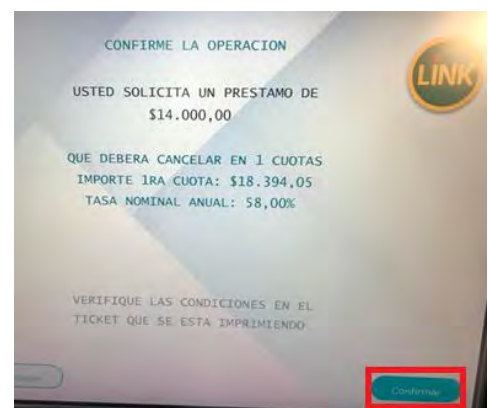 CONFIRME LA OPERACION
LINK
USTED SOLICITA UN PRESTAMO DE
$14.000,00
QUE DEBERA CANCELAR EN 1 CUOTAS
IMPORTE 1RA CUOTA: $18.394,05
TASA NOMINAL ANUAL: 58,00%
VERIFIQUE LAS CONDICIONES EN EL
TICKET QUE SE ESTA IMPRIMIENDO
Confirmar